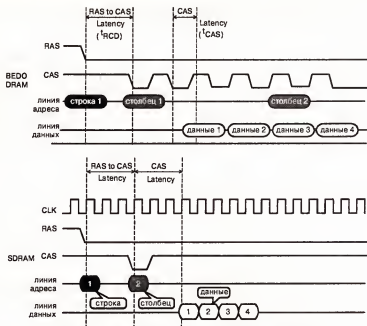 RAS to CAS
CAS
Latency
(tRCD)
Latency
(tCAS)
RAS
BEDO
DRAM
CAS
линия
адреса
строка 1
столбец 1
столбец 2
линия
данных
данные 1
данные 2
данные 3
данные 4
RAS to CAS
CAS
Latency
Latency
CLK
RAS
SDRAM
CAS
линия
адреса
1
2
строка
столбец
данные
линия
данных
1
2
3
4